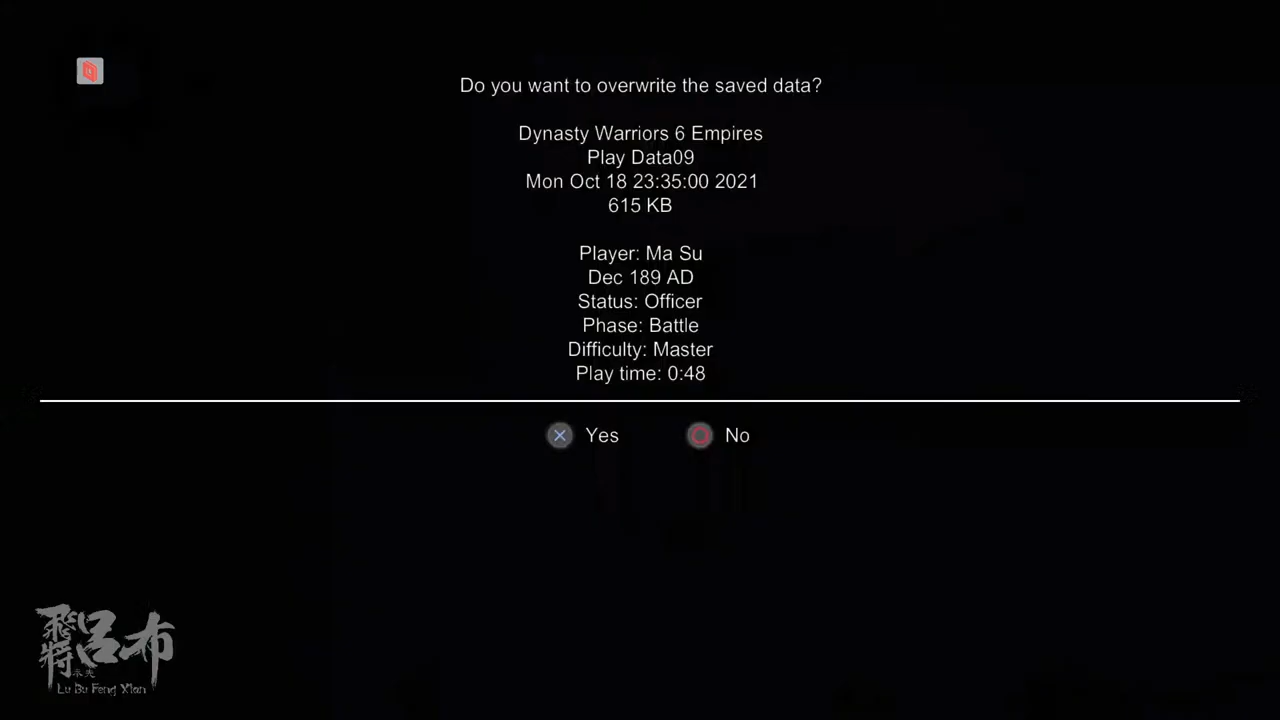 Do you want to overwrite the saved data?
Dynasty Warriors 6 Empires
Play Data09
Mon Oct 18 23:35:00 2021
615 KB
Player: Ma Su
Dec 189 AD
Status: Officer
Phase: Battle
Difficulty: Master
Play time: 0:48
Yes No
飛將呂布
Lu Bu Feng Xian